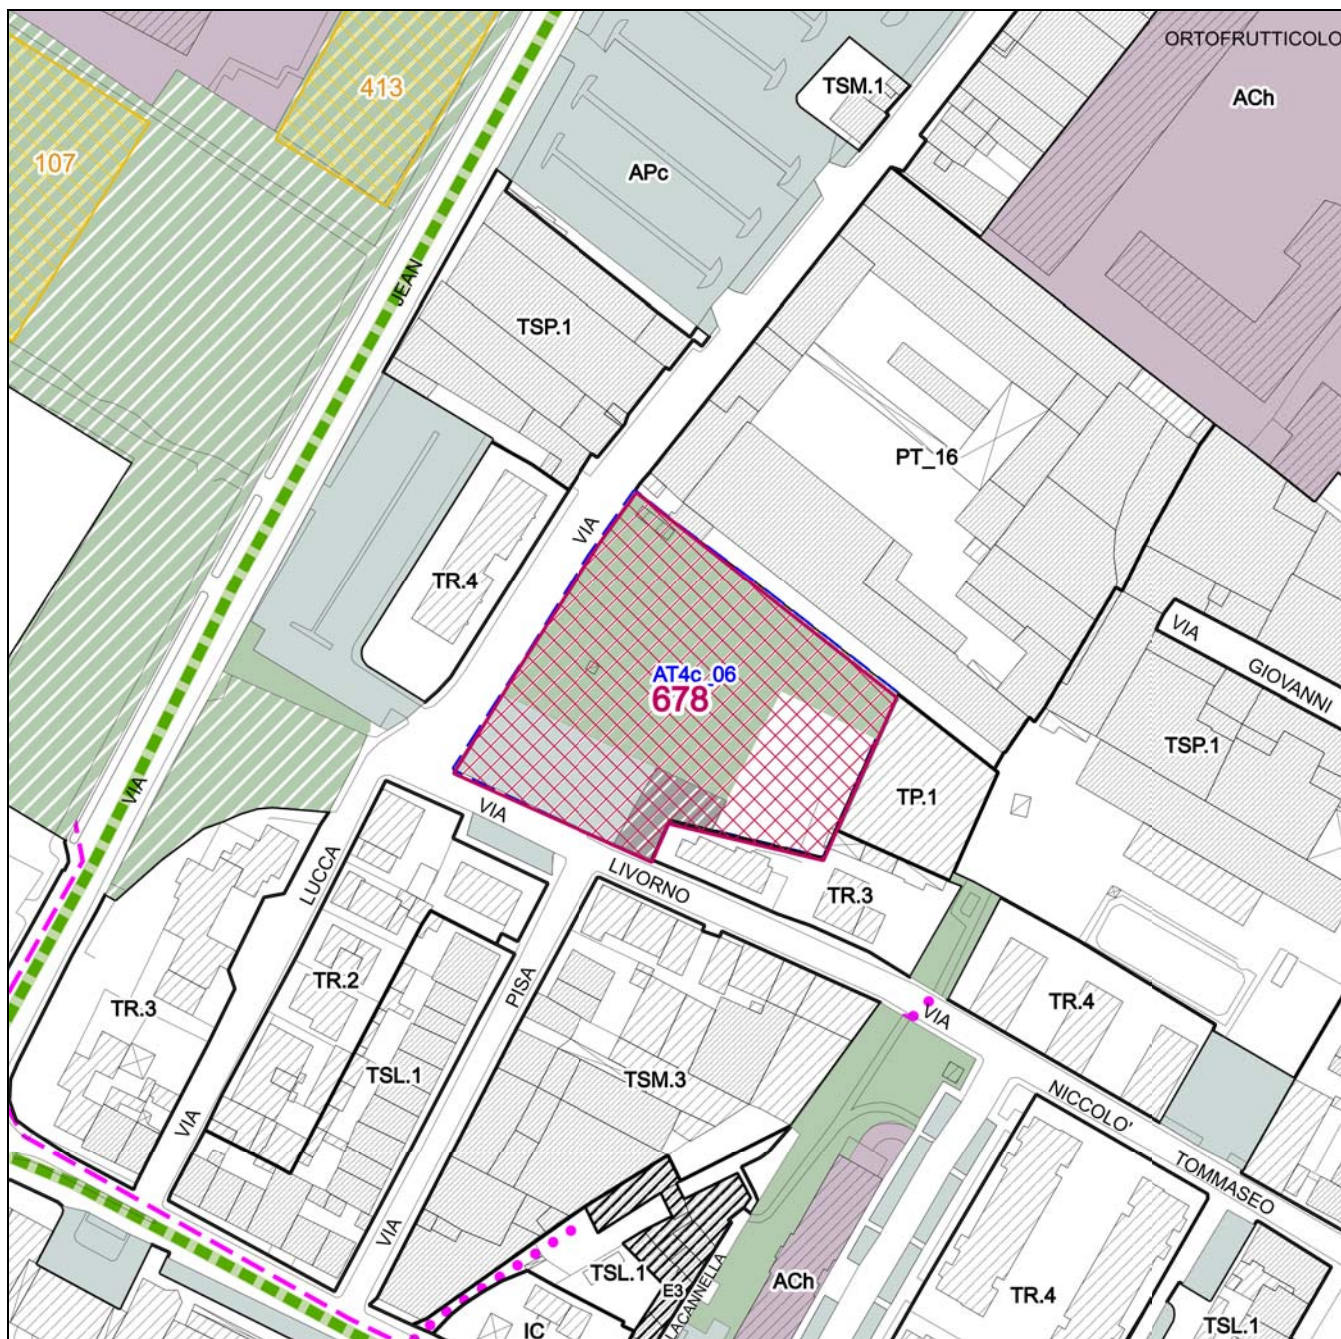 ORTOFRUTTICOLO
413
TSM.1
ACh
107
APc
JEAN
TSP.1
PT_16
VIA
TR.4
VIA
GIOVANNI
AT4c_06
678
TSP.1
VIA
VIA
TP.1
LIVORNO
LUCCA
TR.3
TR.2
PISA
TR.3
TR.4
VIA
TSL.1
TSM.3
NICCOLO'
VIA
TOMMASEO
VIA
TSL.1
E3
ACh
LACANNELLA
TR.4
IC
TSL.1